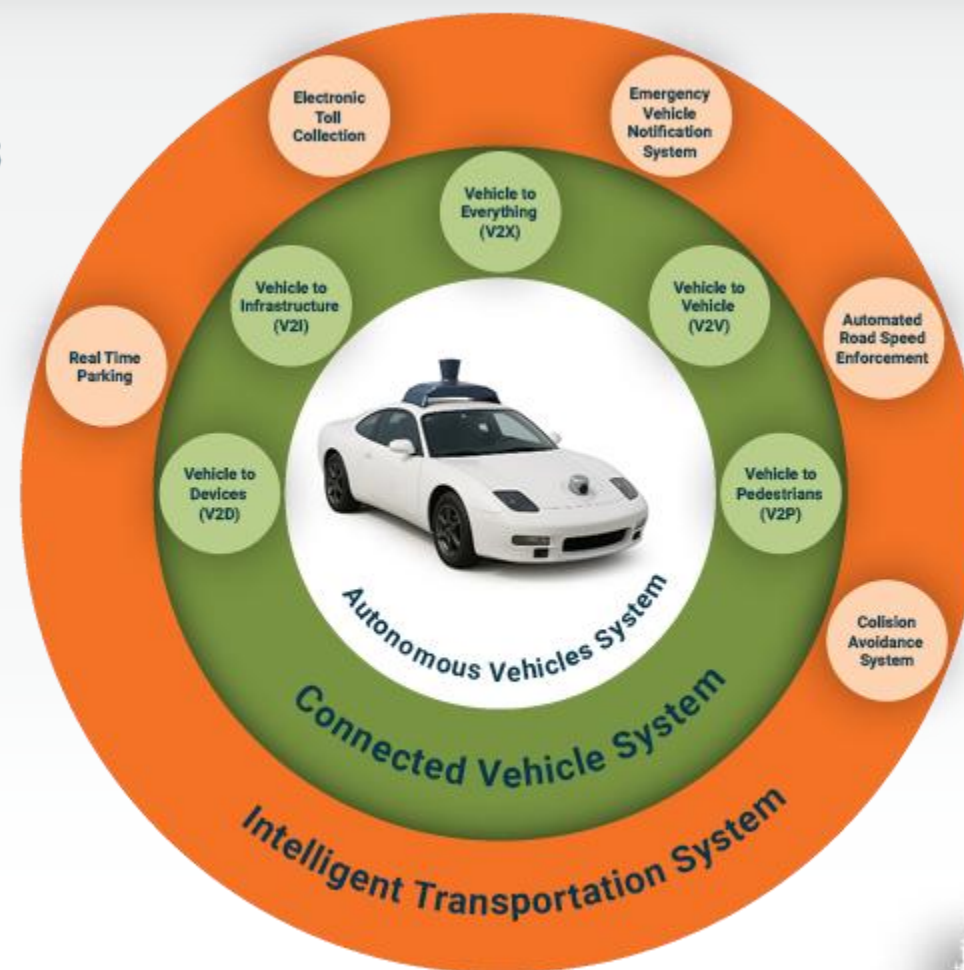 Electronic
Toll
Collection
Emergency
Vehicle
Notification
System
Vehicle to
Everything
(V2X)
Vehicle to
Infrastructure
(V2I)
Vehicle to
Vehicle
(V2V)
Real Time
Parking
Automated
Road Speed
Enforcement
Vehicle to
Devices
(V2D)
Vehicle to
Pedestrians
(V2P)
Colision
Avoidance
System
Autonomous Vehicles System
Connected Vehicle System
Intelligent Transportation System